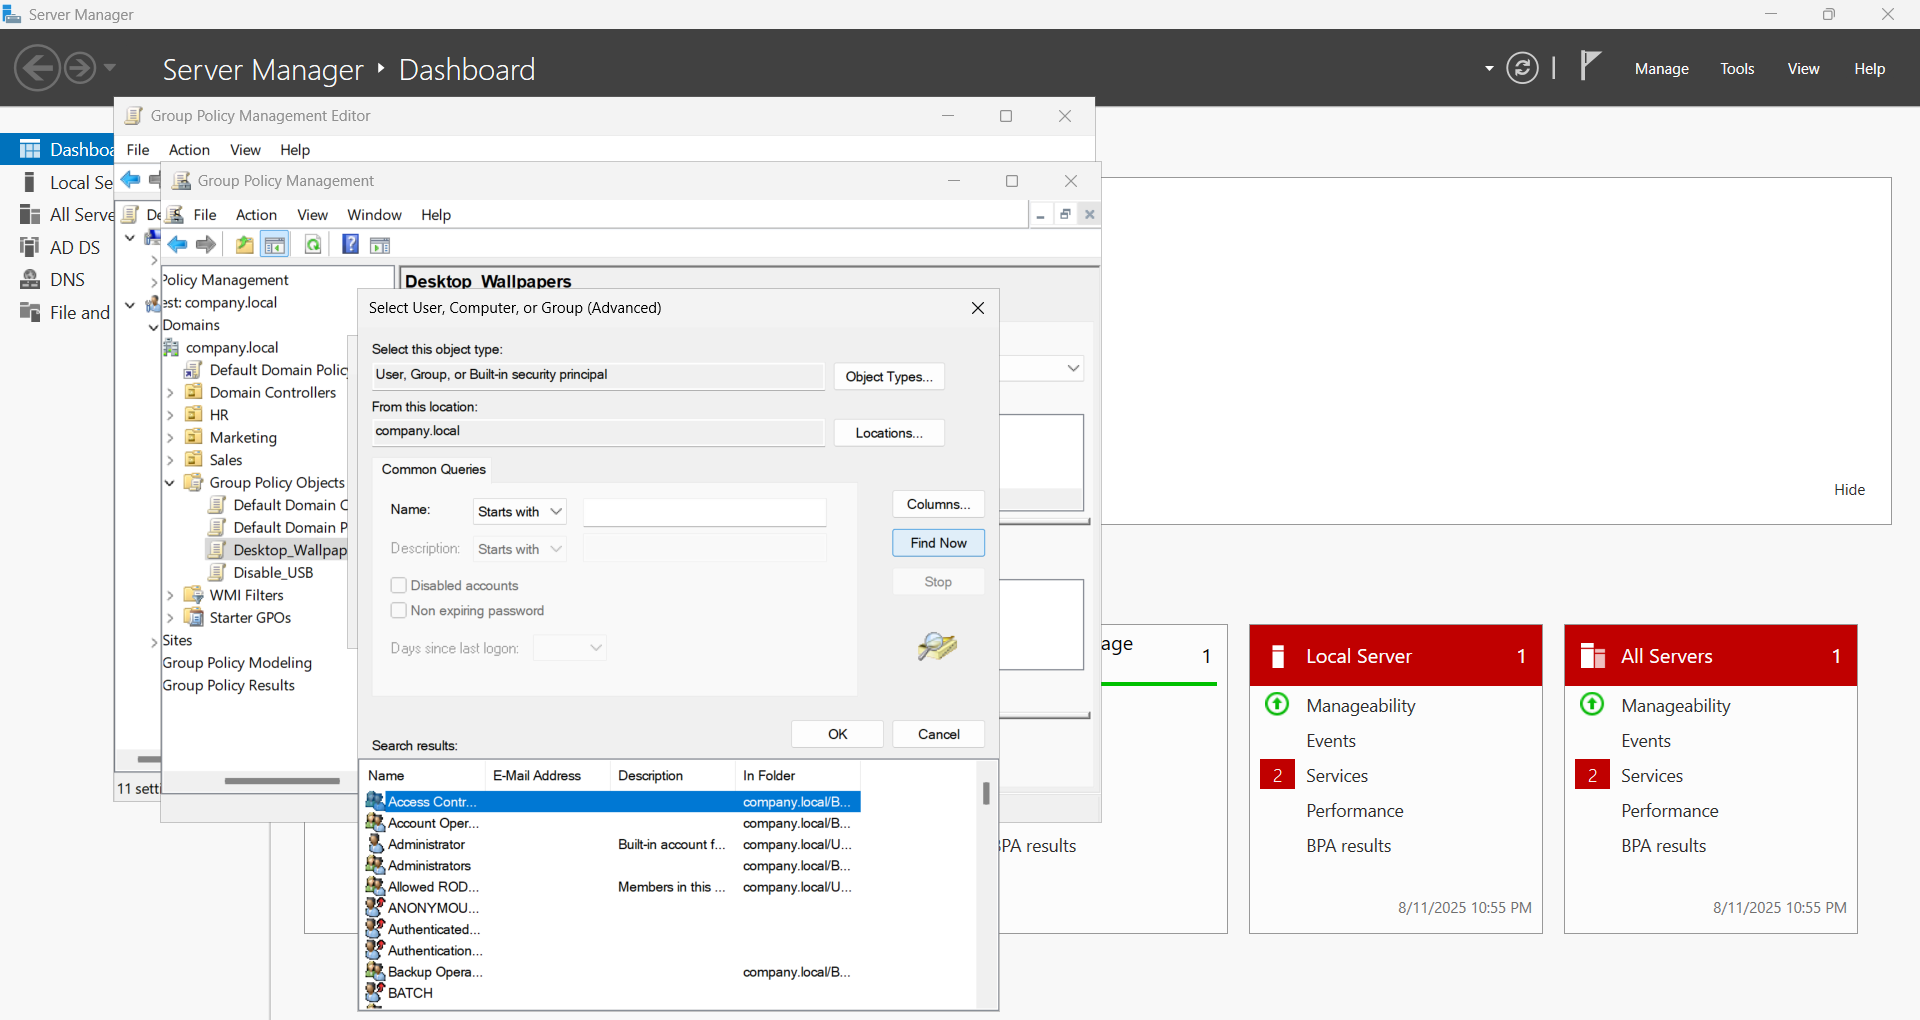 Server Manager
Server Manager ‣ Dashboard
Manage Tools View Help
Dashboa
Local Se
All Serve
AD DS
DNS
File and
Group Policy Management Editor
File Action View Help
De
11 setti
Group Policy Management
File Action View Window Help
Policy Management
est: company.local
Domains
company.local
Default Domain Polic
Domain Controllers
HR
Marketing
Sales
Group Policy Objects
Default Domain C
Default Domain P
Desktop_Wallpap
Disable_USB
WMI Filters
Starter GPOs
Sites
Group Policy Modeling
Group Policy Results
Desktop_Wallpapers
Select User, Computer, or Group (Advanced)
Select this object type:
User, Group, or Built-in security principal
Object Types...
From this location:
company.local
Locations...
Common Queries
Name: Starts with
Description: Starts with
Disabled accounts
Non expiring password
Days since last logon:
Columns...
Find Now
Stop
OK Cancel
Search results:
Name E-Mail Address Description In Folder
Access Contr... company.local/B...
Account Oper... company.local/B...
Administrator Built-in account f... company.local/U...
Administrators company.local/B...
Allowed ROD... Members in this ... company.local/U...
ANONYMOU...
Authenticated...
Authentication...
Backup Opera... company.local/B...
BATCH
Hide
age 1
BPA results
Local Server 1
Manageability
Events
2 Services
Performance
BPA results
8/11/2025 10:55 PM
All Servers 1
Manageability
Events
2 Services
Performance
BPA results
8/11/2025 10:55 PM